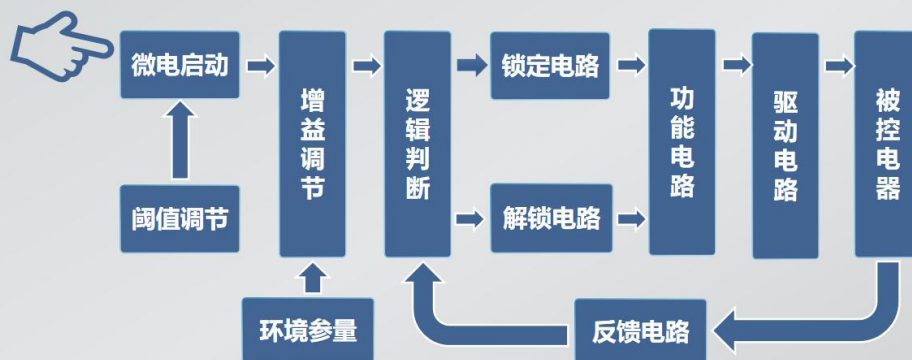 微电启动
增益调节
逻辑判断
锁定电路
功能电路
驱动电路
被控电器
阈值调节
解锁电路
环境参量
反馈电路